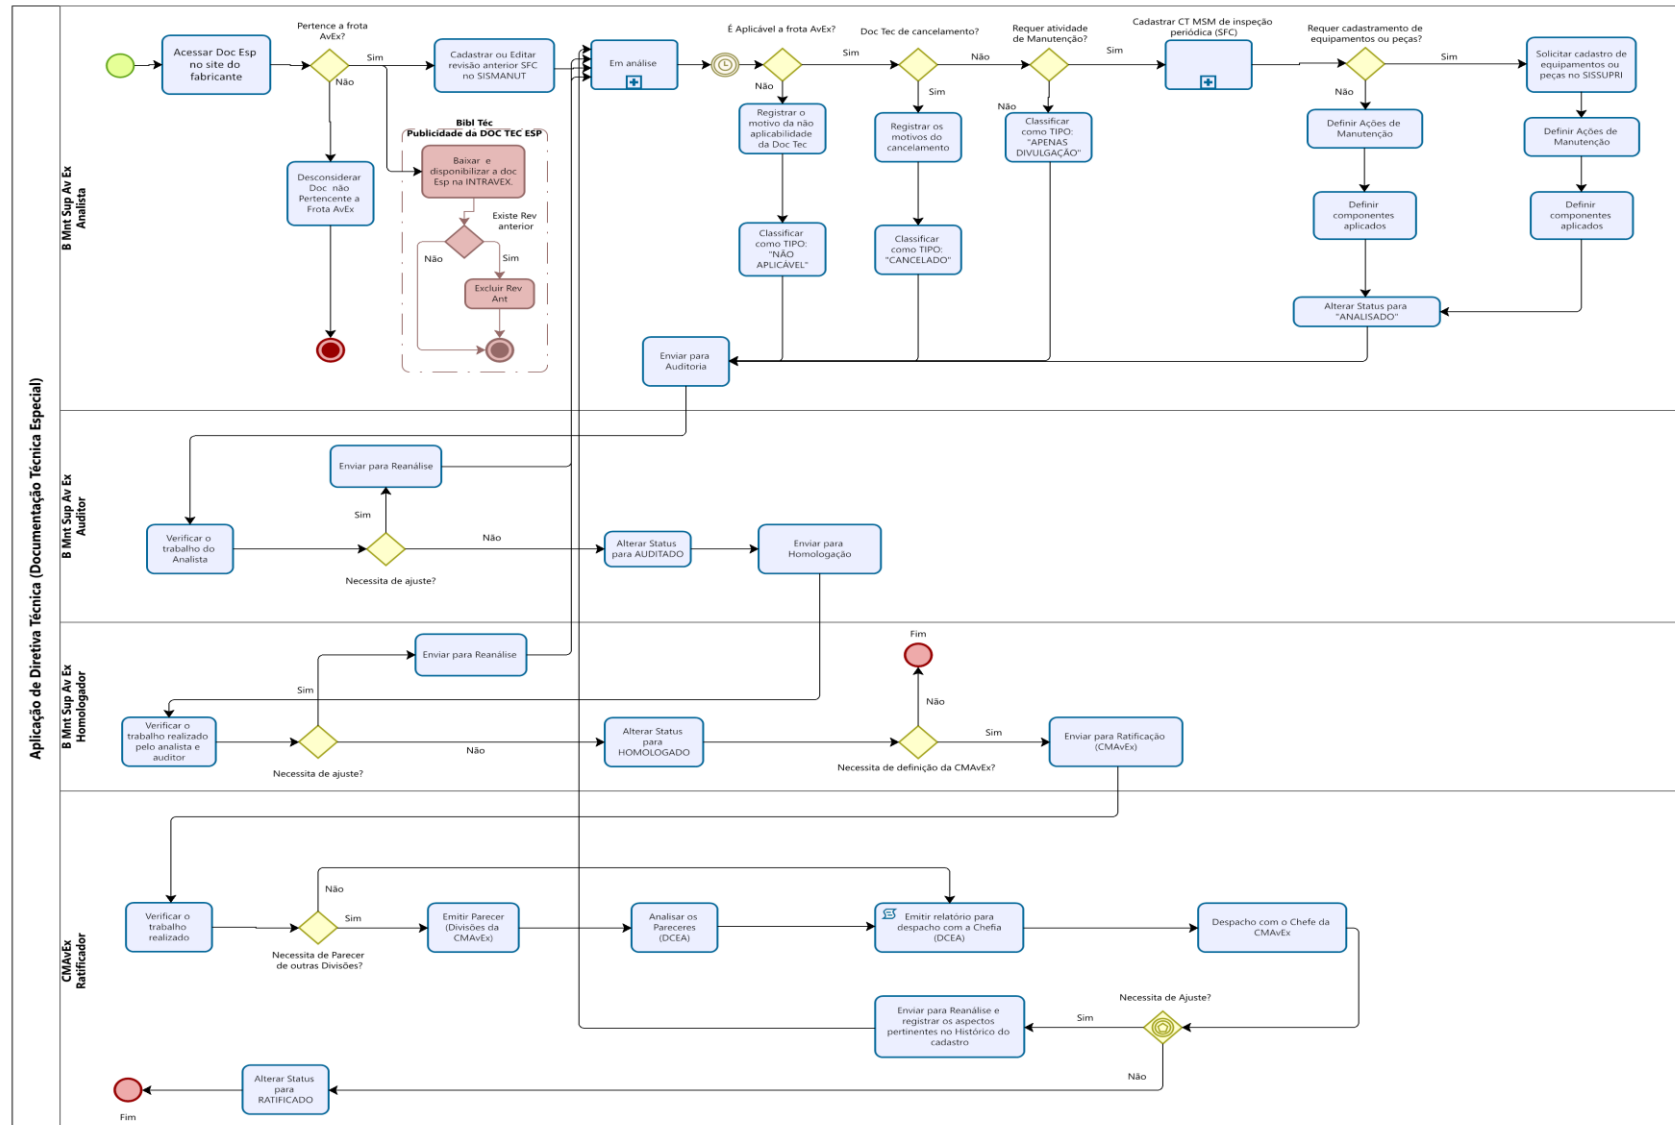 Aplicação de Diretiva Técnica (Documentação Técnica Especial)
B Mnt Sup Av Ex
Analista
Acessar Doc Esp
no site do
fabricante
Pertence a frota
AvEx?
Sim
Não
Desconsiderar
Doc não
Pertencente a
Frota AvEx
Cadastrar ou Editar
revisão anterior SFC
no SISMANUT
Bibl Téc
Publicidade da DOC TEC ESP
Baixar e
disponibilizar a doc
Esp na INTRAVEX.
Existe Rev
anterior
Não
Sim
Excluir Rev
Ant
Em análise
É Aplicável a frota AvEx?
Sim
Não
Registrar o
motivo da não
aplicabilidade
da Doc Tec
Classificar
como TIPO:
"NÃO
APLICÁVEL"
Doc Tec de cancelamento?
Não
Sim
Registrar os
motivos do
cancelamento
Classificar
como TIPO:
"CANCELADO"
Requer atividade
de Manutenção?
Sim
Não
Classificar
como TIPO:
"APENAS
DIVULGAÇÃO"
Cadastrar CT MSM de inspeção
periódica (SFC)
Requer cadastramento de
equipamentos ou peças?
Sim
Não
Definir Ações de
Manutenção
Definir
componentes
aplicados
Solicitar cadastro de
equipamentos ou
peças no SISSUPRI
Definir Ações de
Manutenção
Definir
componentes
aplicados
Alterar Status para
"ANALISADO"
Enviar para
Auditoria
B Mnt Sup Av Ex
Auditor
Verificar o
trabalho do
Analista
Enviar para Reanálise
Sim
Não
Necessita de ajuste?
Alterar Status
para AUDITADO
Enviar para
Homologação
B Mnt Sup Av Ex
Homologador
Verificar o
trabalho realizado
pelo analista e
auditor
Enviar para Reanálise
Sim
Não
Necessita de ajuste?
Alterar Status
para
HOMOLOGADO
Fim
Não
Sim
Necessita de definição da CMAvEx?
Enviar para Ratificação
(CMAvEx)
CMAvEx
Ratificador
Verificar o
trabalho
realizado
Não
Sim
Necessita de Parecer
de outras Divisões?
Emitir Parecer
(Divisões da
CMAvEx)
Analisar os
Pareceres
(DCEA)
Emitir relatório para
despacho com a Chefia
(DCEA)
Despacho com o Chefe da
CMAvEx
Necessita de Ajuste?
Sim
Não
Enviar para Reanálise e
registrar os aspectos
pertinentes no Histórico do
cadastro
Alterar Status
para
RATIFICADO
Fim